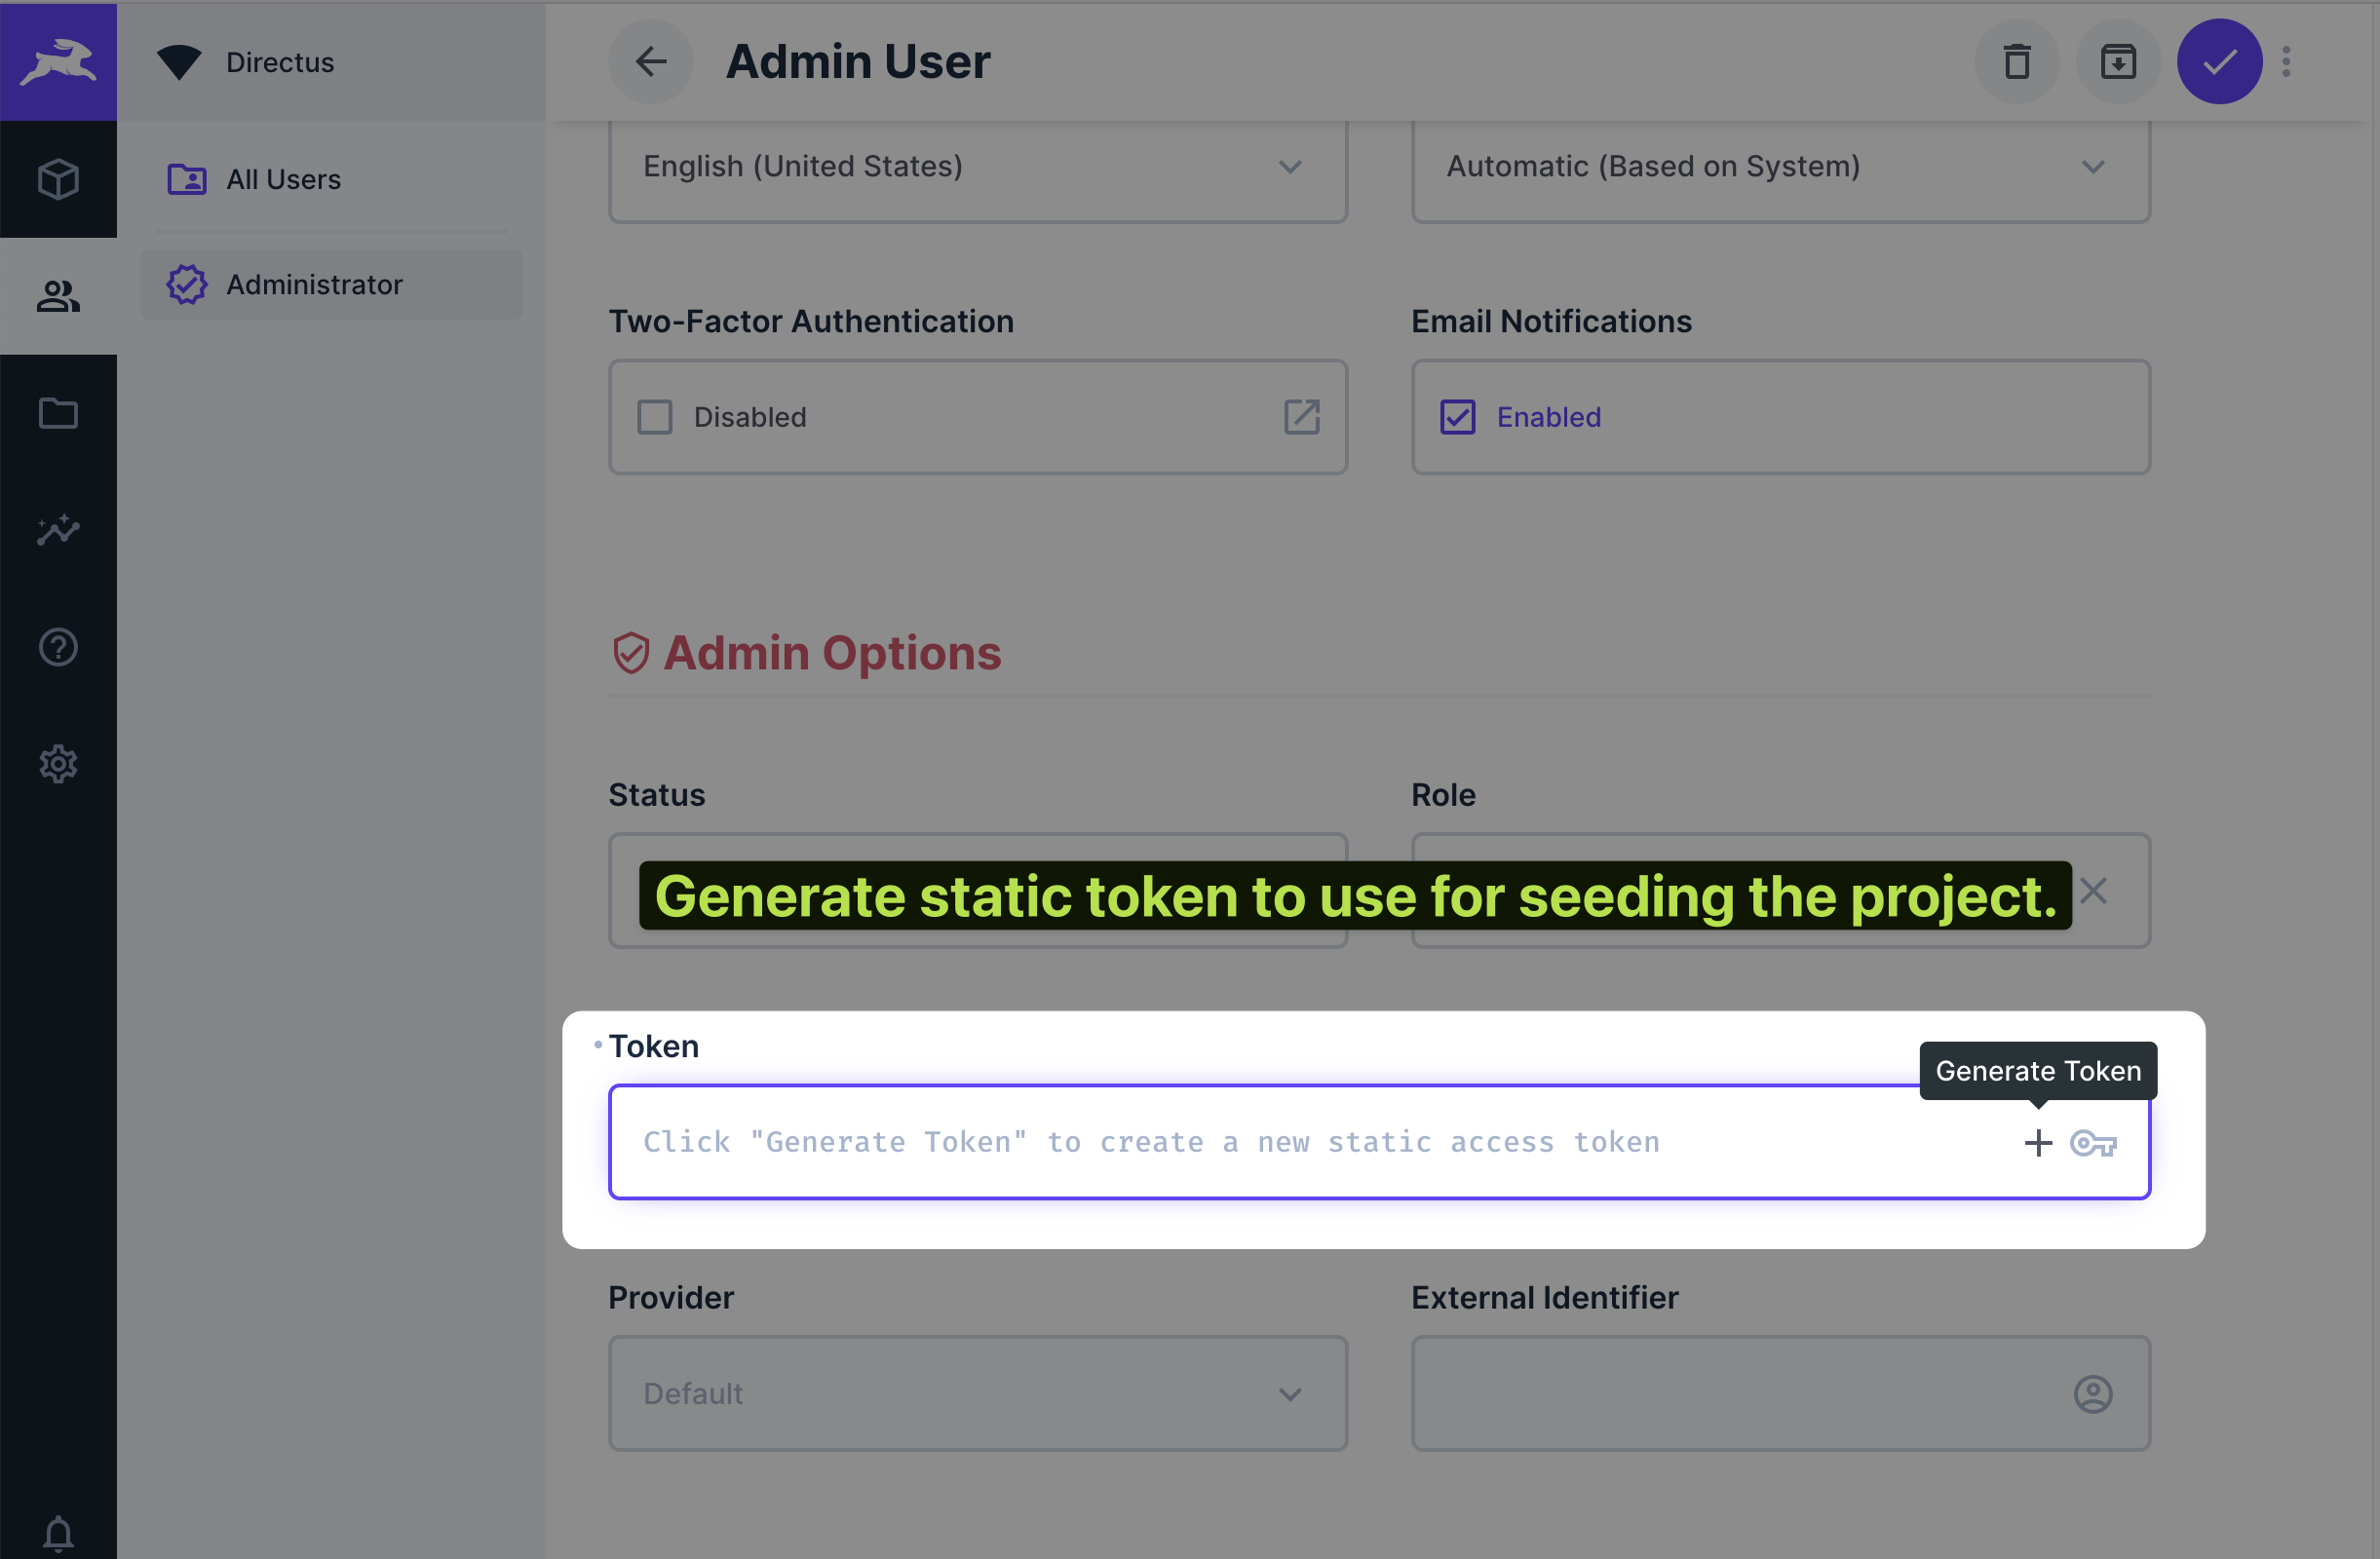 Directus
Admin User
All Users
Administrator
English (United States)
Automatic (Based on System)
Two-Factor Authentication
Email Notifications
Disabled
Enabled
Admin Options
Status
Role
Generate static token to use for seeding the project.
Token
Generate Token
Click "Generate Token" to create a new static access token
Provider
External Identifier
Default